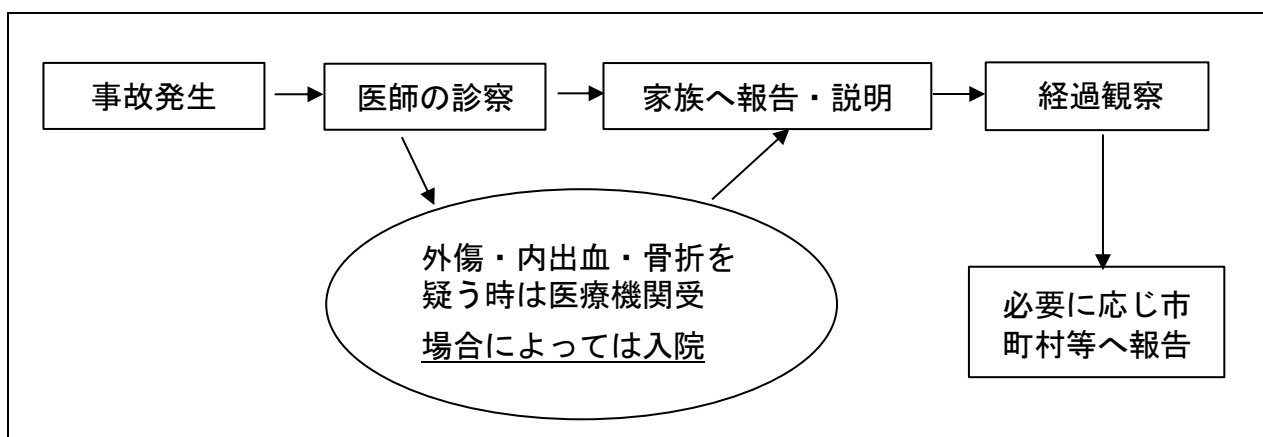 事故発生
医師の診察
家族へ報告・説明
経過観察
外傷・内出血・骨折を
疑う時は医療機関受
場合によっては入院
必要に応じ市
町村等へ報告